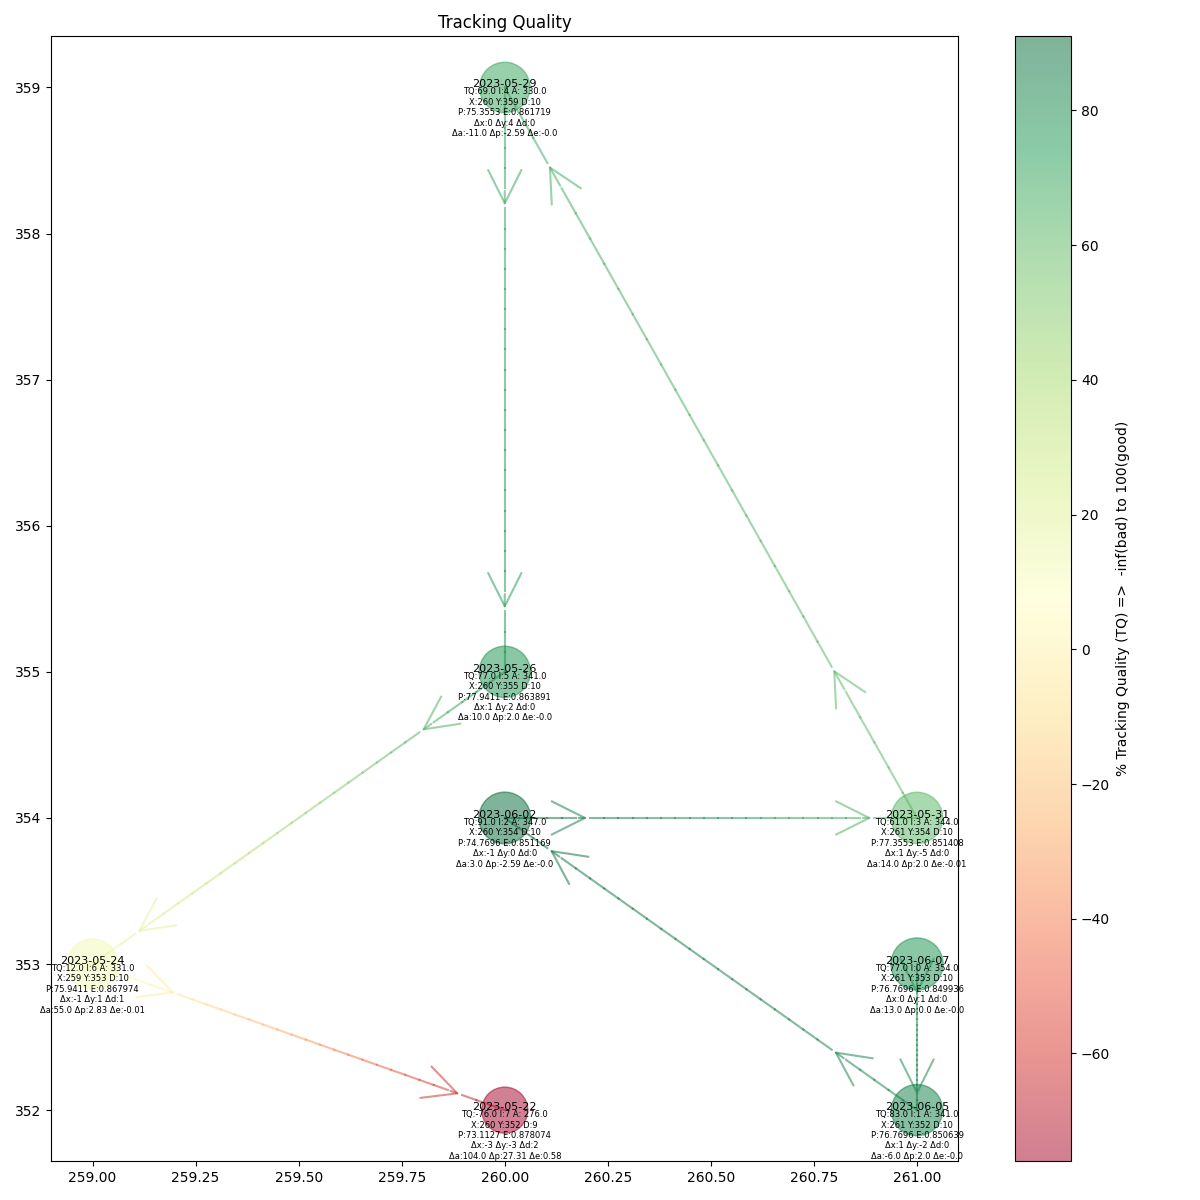 Tracking Quality
359
358
357
356
355
354
353
352
259.00
259.25
259.50
259.75
260.00
260.25
260.50
260.75
261.00
2023-05-29
TQ:69.0 I:4 A: 330.0
X:260 Y:359 D:10
P:75.3553 E:0.861719
Δx:0 Δy:4 Δd:0
Δa:-11.0 Δp:-2.59 Δe:-0.0
2023-05-26
TQ:77.0 I:5 A: 341.0
X:260 Y:355 D:10
P:77.9411 E:0.863891
Δx:1 Δy:2 Δd:0
Δa:10.0 Δp:2.0 Δe:-0.0
2023-06-02
TQ:91.0 I:2 A: 347.0
X:260 Y:354 D:10
P:74.7696 E:0.851169
Δx:-1 Δy:0 Δd:0
Δa:3.0 Δp:-2.59 Δe:-0.0
2023-05-31
TQ:61.0 I:3 A: 344.0
X:261 Y:354 D:10
P:77.3553 E:0.851408
Δx:1 Δy:-5 Δd:0
Δa:14.0 Δp:2.0 Δe:-0.01
2023-05-24
TQ:12.0 I:6 A: 331.0
X:259 Y:353 D:10
P:75.9411 E:0.867974
Δx:-1 Δy:1 Δd:1
Δa:55.0 Δp:2.83 Δe:-0.01
2023-06-07
TQ:77.0 I:0 A: 354.0
X:261 Y:353 D:10
P:76.7696 E:0.849936
Δx:0 Δy:1 Δd:0
Δa:13.0 Δp:0.0 Δe:-0.0
2023-05-22
TQ:-76.0 I:7 A: 276.0
X:260 Y:352 D:9
P:73.1127 E:0.878074
Δx:-3 Δy:-3 Δd:2
Δa:104.0 Δp:27.31 Δe:0.58
2023-06-05
TQ:83.0 I:1 A: 341.0
X:261 Y:352 D:10
P:76.7696 E:0.850639
Δx:1 Δy:-2 Δd:0
Δa:-6.0 Δp:2.0 Δe:-0.0
80
60
40
20
0
−20
−40
−60
% Tracking Quality (TQ) => -inf(bad) to 100(good)